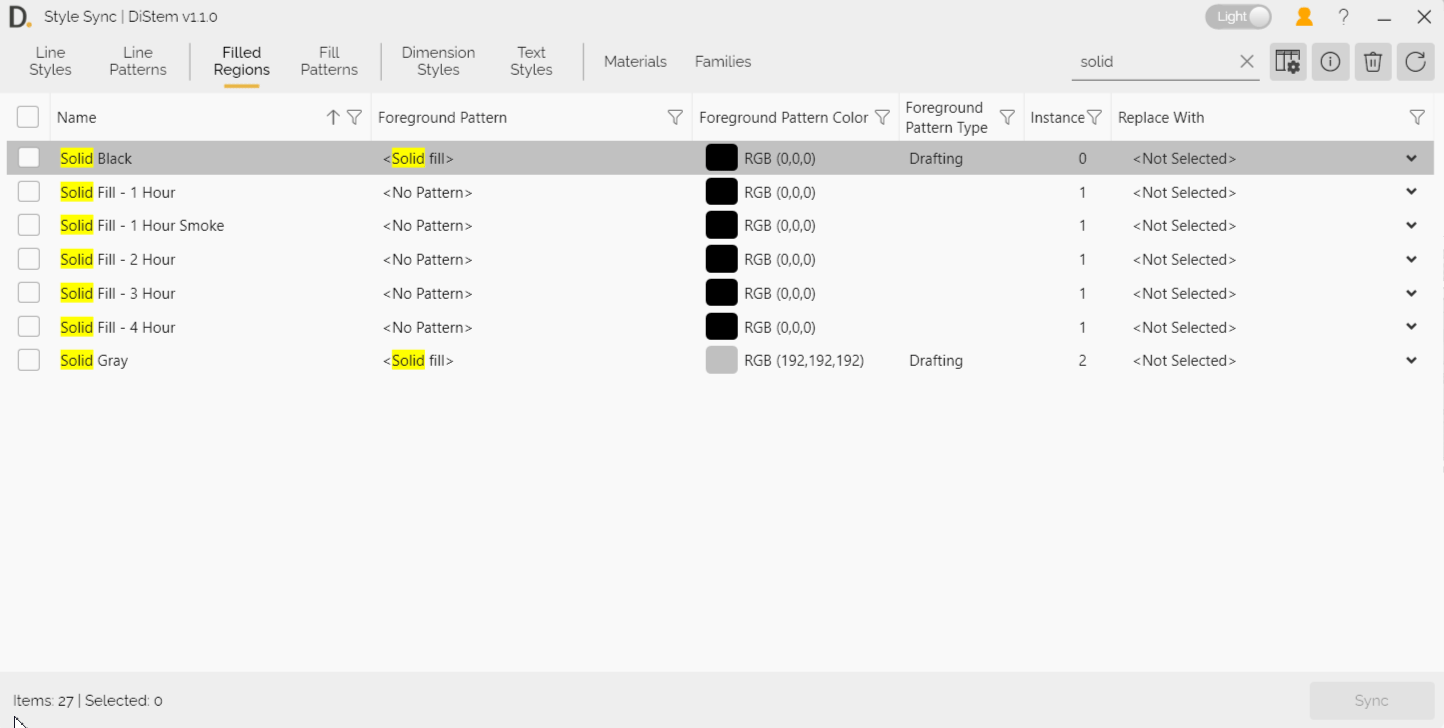 D. Style Sync | DiStem v1.1.0
Light
?
Line Styles
Line Patterns
Filled Regions
Fill Patterns
Dimension Styles
Text Styles
Materials
Families
solid
Name
Foreground Pattern
Foreground Pattern Color
Foreground Pattern Type
Instance
Replace With
Solid Black <Solid fill> RGB (0,0,0) Drafting 0 <Not Selected>
Solid Fill - 1 Hour <No Pattern> RGB (0,0,0) 1 <Not Selected>
Solid Fill - 1 Hour Smoke <No Pattern> RGB (0,0,0) 1 <Not Selected>
Solid Fill - 2 Hour <No Pattern> RGB (0,0,0) 1 <Not Selected>
Solid Fill - 3 Hour <No Pattern> RGB (0,0,0) 1 <Not Selected>
Solid Fill - 4 Hour <No Pattern> RGB (0,0,0) 1 <Not Selected>
Solid Gray <Solid fill> RGB (192,192,192) Drafting 2 <Not Selected>
Items: 27 | Selected: 0
Sync